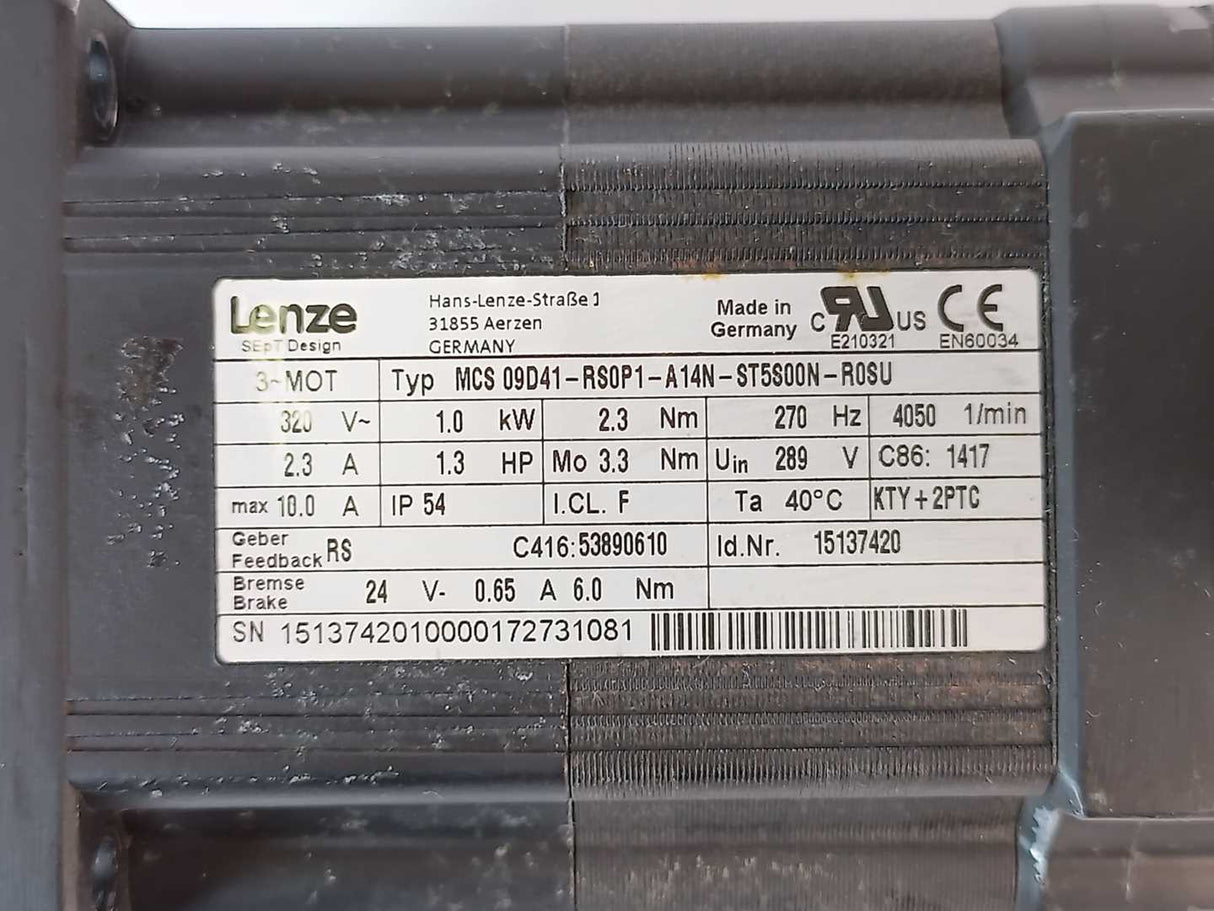 Lenze
SEpT Design
Hans-Lenze-Straße 1
31855 Aerzen
GERMANY
Made in
Germany
C RU US
E210321
CE
EN60034
3~MOT Typ MCS 09D41-RS0P1-A14N-ST5S00N-R0SU
320 V~ 1.0 kW 2.3 Nm 270 Hz 4050 1/min
2.3 A 1.3 HP Mo 3.3 Nm Uin 289 V C86: 1417
max 10.0 A IP 54 I.CL. F Ta 40°C KTY+2PTC
Geber
Feedback RS C416:53890610 Id.Nr. 15137420
Bremse
Brake 24 V- 0.65 A 6.0 Nm
SN 1513742010000172731081